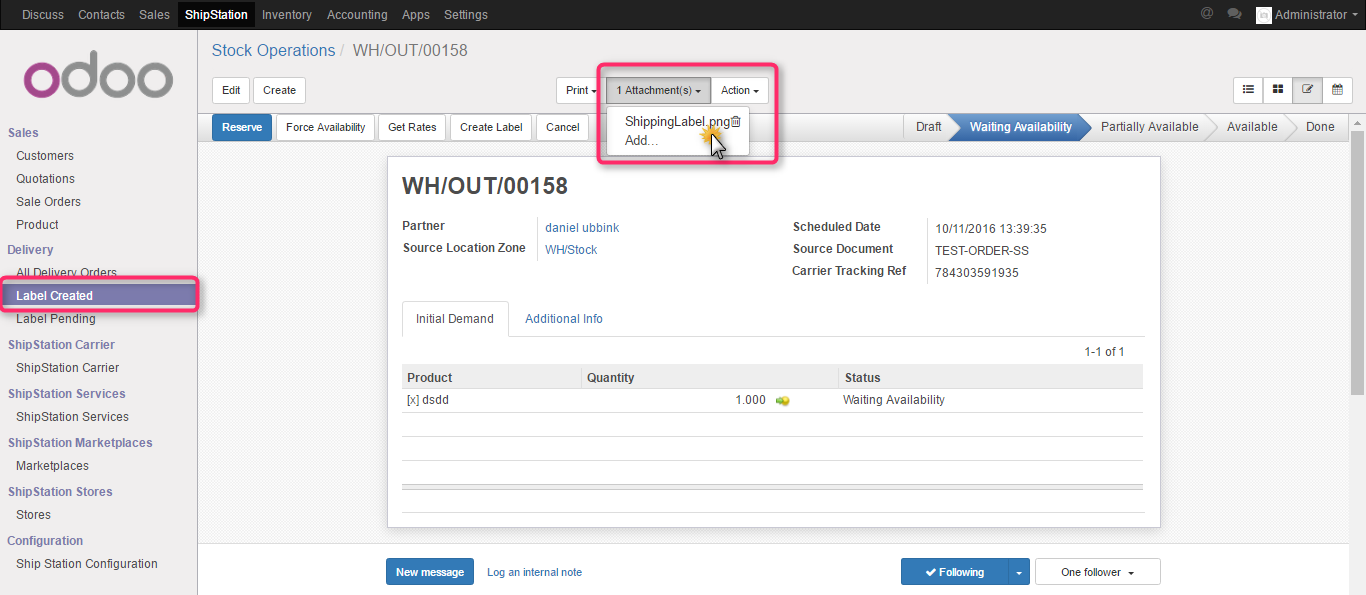 Discuss Contacts Sales ShipStation Inventory Accounting Apps Settings @ Administrator
odoo
Stock Operations / WH/OUT/00158
Edit Create Print 1 Attachment(s) Action
ShippingLabel.png
Add...
Reserve Force Availability Get Rates Create Label Cancel Draft Waiting Availability Partially Available Available Done
Sales
Customers
Quotations
Sale Orders
Product
Delivery
All Delivery Orders
Label Created
Label Pending
ShipStation Carrier
ShipStation Carrier
ShipStation Services
ShipStation Services
ShipStation Marketplaces
Marketplaces
ShipStation Stores
Stores
Configuration
Ship Station Configuration
WH/OUT/00158
Partner daniel ubbink
Source Location Zone WH/Stock
Scheduled Date 10/11/2016 13:39:35
Source Document TEST-ORDER-SS
Carrier Tracking Ref 784303591935
Initial Demand Additional Info
1-1 of 1
Product Quantity Status
[x] dsdd 1.000 Waiting Availability
New message Log an internal note Following One follower